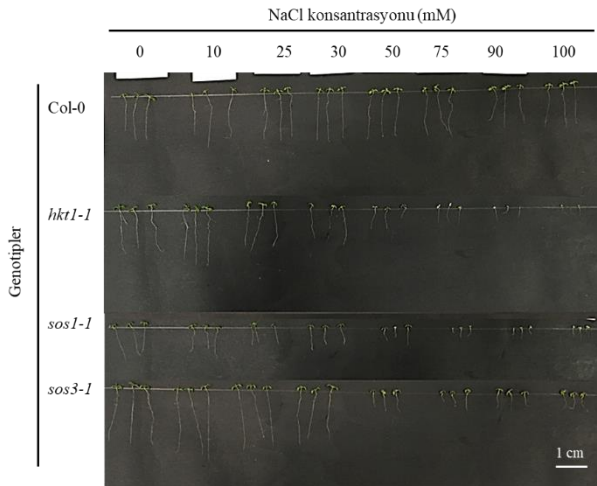 NaCl konsantrasyonu (mM)
0 10 25 30 50 75 90 100
Genotipler
Col-0
hkt1-1
sos1-1
sos3-1
1 cm